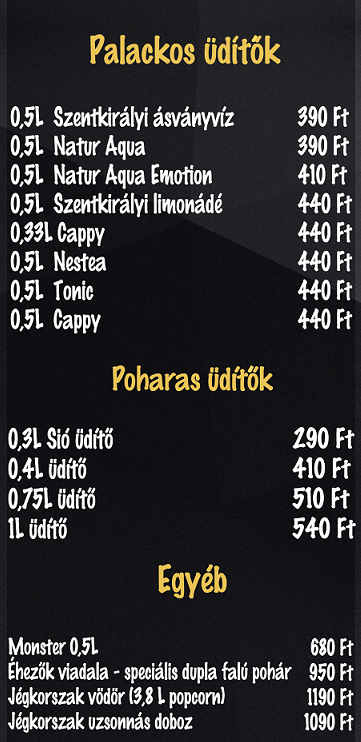 Palackos üdítők
0,5L Szentkirályi ásványvíz 390 Ft
0,5L Natur Aqua 390 Ft
0,5L Natur Aqua Emotion 410 Ft
0,5L Szentkirályi limonádé 440 Ft
0,33L Cappy 440 Ft
0,5L Nestea 440 Ft
0,5L Tonic 440 Ft
0,5L Cappy 440 Ft
Poharas üdítők
0,3L Sió üdítő 290 Ft
0,4L üdítő 410 Ft
0,75L üdítő 510 Ft
1L üdítő 540 Ft
Egyéb
Monster 0,5L 680 Ft
Éhezők viadala - speciális dupla falú pohár 950 Ft
Jégkorszak vödör (3,8 L popcorn) 1190 Ft
Jégkorszak uzsonnás doboz 1090 Ft